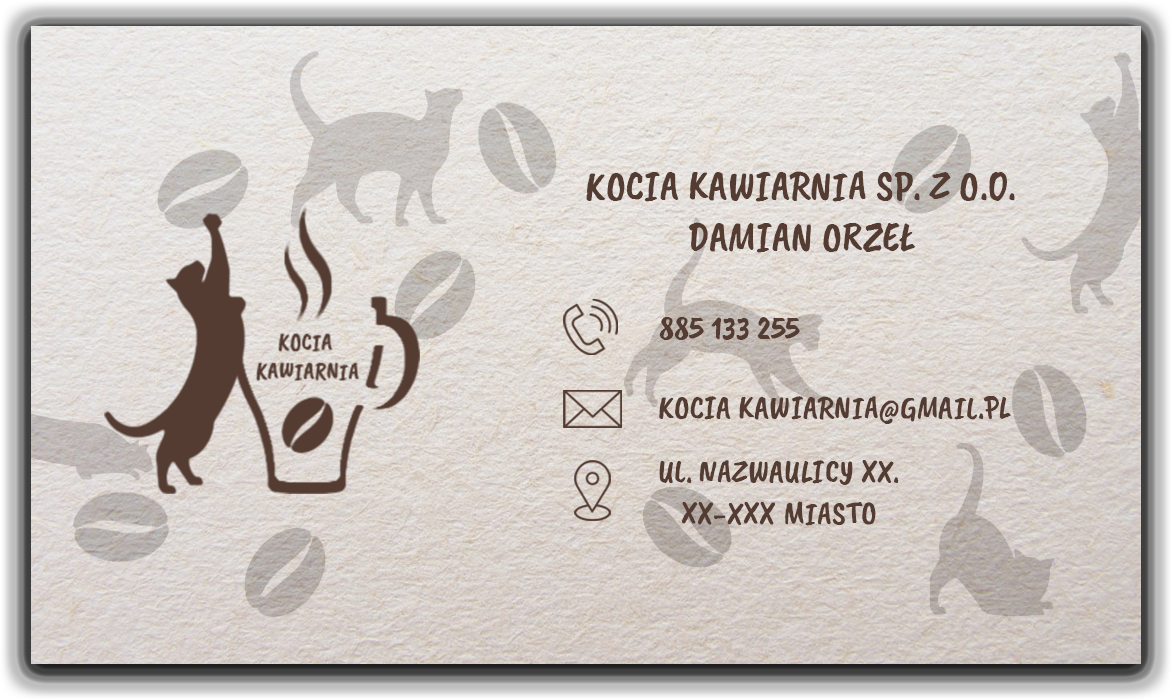 KOCIA
KAWIARNIA
KOCIA KAWIARNIA SP. Z O.O.
DAMIAN ORZEŁ
885 133 255
KOCIA KAWIARNIA@GMAIL.PL
UL. NAZWAULICY XX.
XX-XXX MIASTO